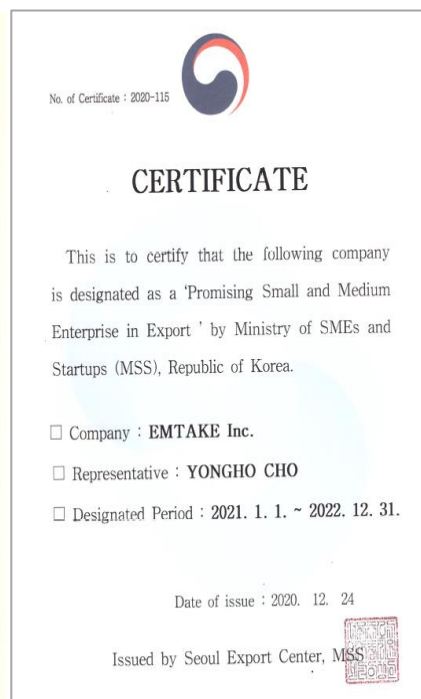 No. of Certificate : 2020-115
CERTIFICATE
This is to certify that the following company
is designated as a 'Promising Small and Medium
Enterprise in Export ' by Ministry of SMEs and
Startups (MSS), Republic of Korea.
□ Company : EMTAKE Inc.
□ Representative : YONGHO CHO
□ Designated Period : 2021. 1. 1. ~ 2022. 12. 31.
Date of issue : 2020. 12. 24
Issued by Seoul Export Center, MSS